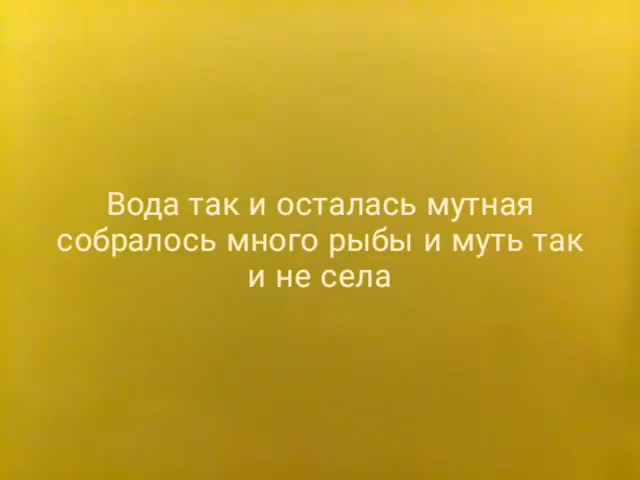 Вода так и осталась мутная
собралось много рыбы и муть так
и не села